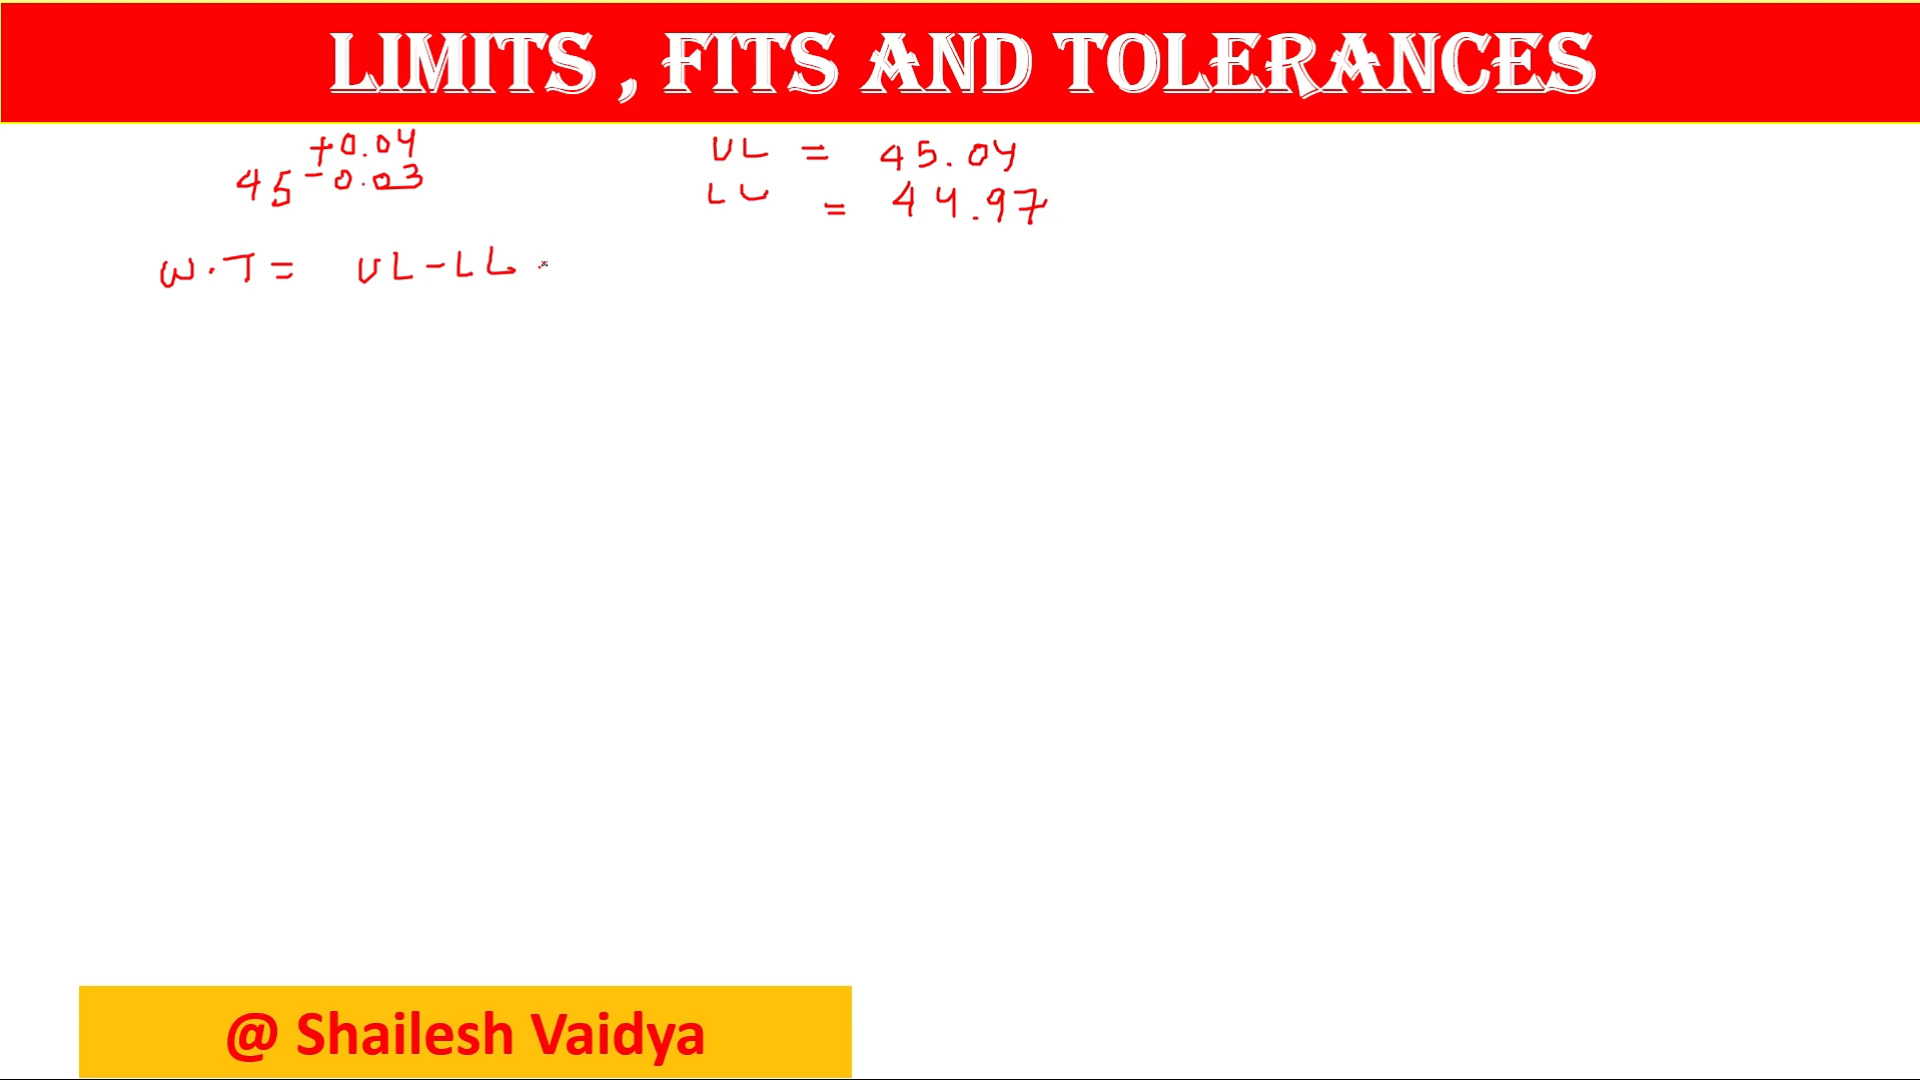 LIMITS , FITS AND TOLERANCES
+0.04
45 -0.03
UL = 45.04
LL = 44.97
W.T = UL-LL
@ Shailesh Vaidya